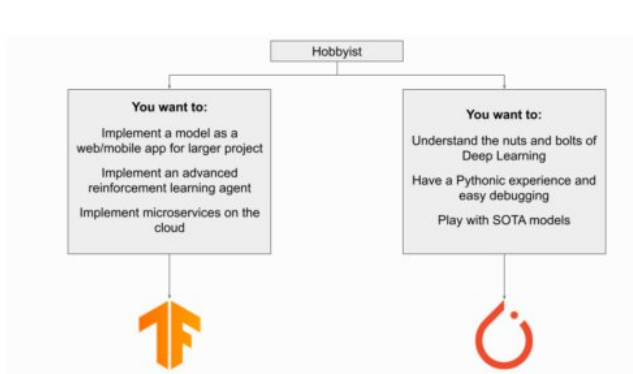 Hobbyist
You want to:
Implement a model as a
web/mobile app for larger project
Implement an advanced
reinforcement learning agent
Implement microservices on the
cloud
You want to:
Understand the nuts and bolts of
Deep Learning
Have a Pythonic experience and
easy debugging
Play with SOTA models